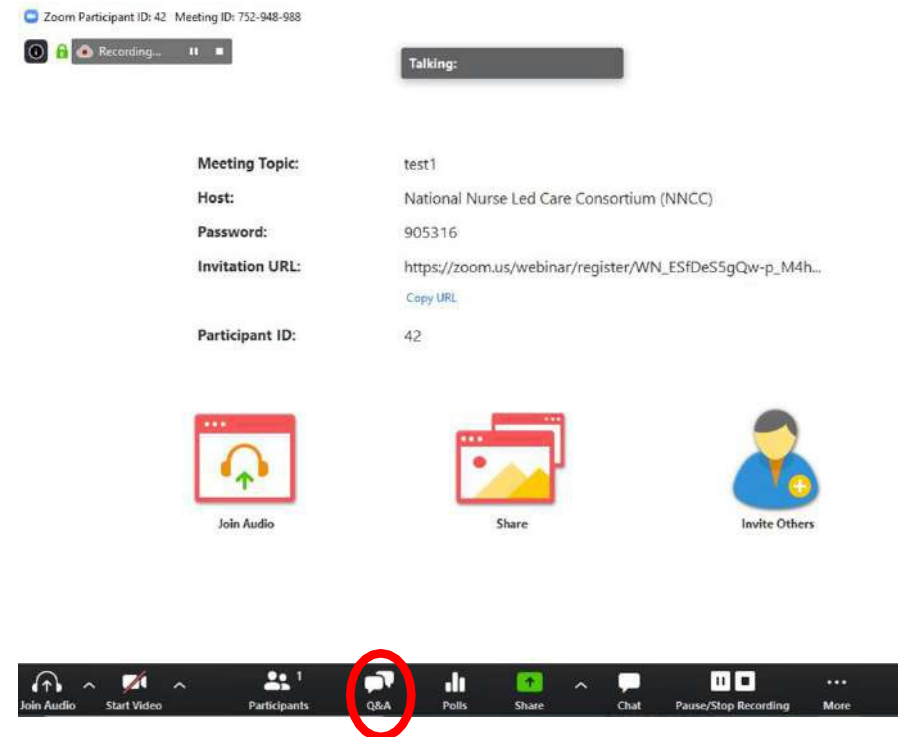 Zoom Participant ID: 42 Meeting ID: 752-948-988
Recording...
Talking:
Meeting Topic: test1
Host: National Nurse Led Care Consortium (NNCC)
Password: 905316
Invitation URL: https://zoom.us/webinar/register/WN_ESfDeS5gQw-p_M4h...
Copy URL
Participant ID: 42
Join Audio Share Invite Others
Join Audio Start Video Participants 1 Q&A Polls Share Chat Pause/Stop Recording More